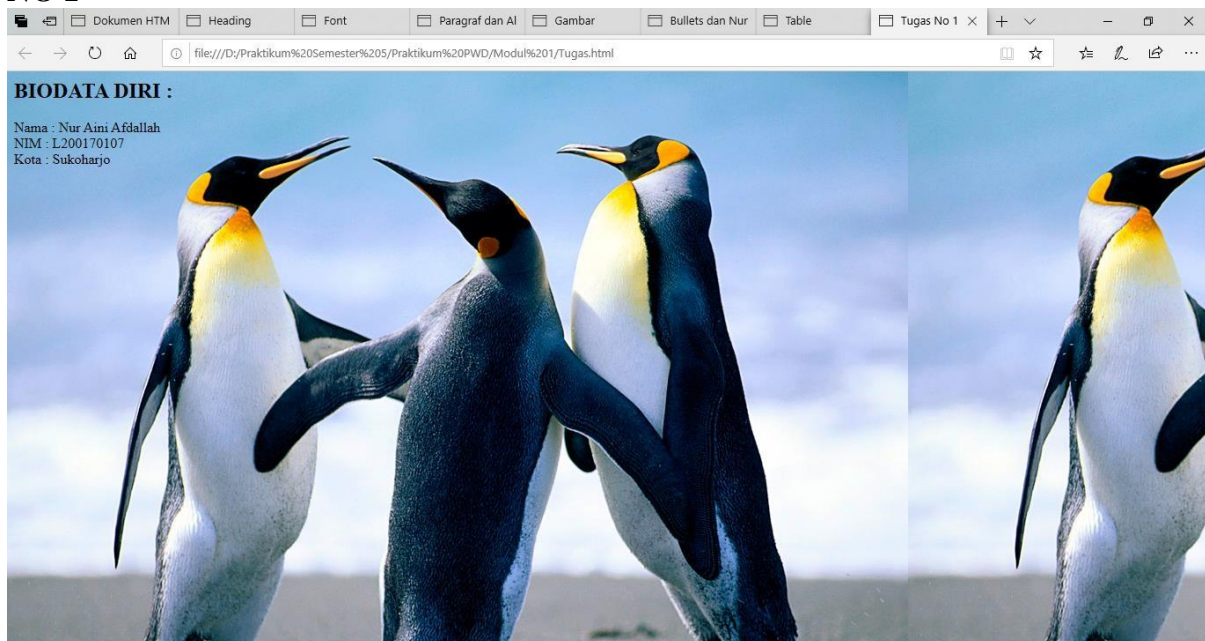 Dokumen HTM
Heading
Font
Paragraf dan Al
Gambar
Bullets dan Nur
Table
Tugas No 1
file:///D:/Praktikum%20Semester%205/Praktikum%20PWD/Modul%201/Tugas.html
BIODATA DIRI :
Nama : Nur Aini Afdallah
NIM : L200170107
Kota : Sukoharjo